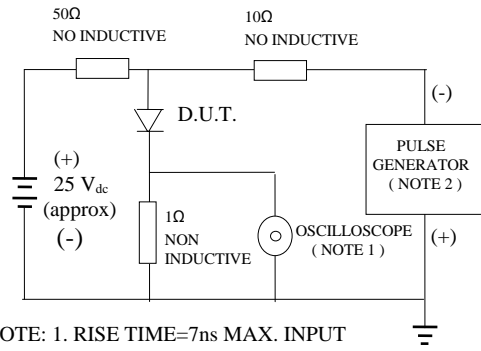 50Ω
NO INDUCTIVE
10Ω
NO INDUCTIVE
(-)
D.U.T.
PULSE
GENERATOR
( NOTE 2 )
(+)
25 Vdc
(approx)
(-)
1Ω
NON
INDUCTIVE
OSCILLOSCOPE
( NOTE 1 )
(+)
OTE: 1. RISE TIME=7ns MAX. INPUT